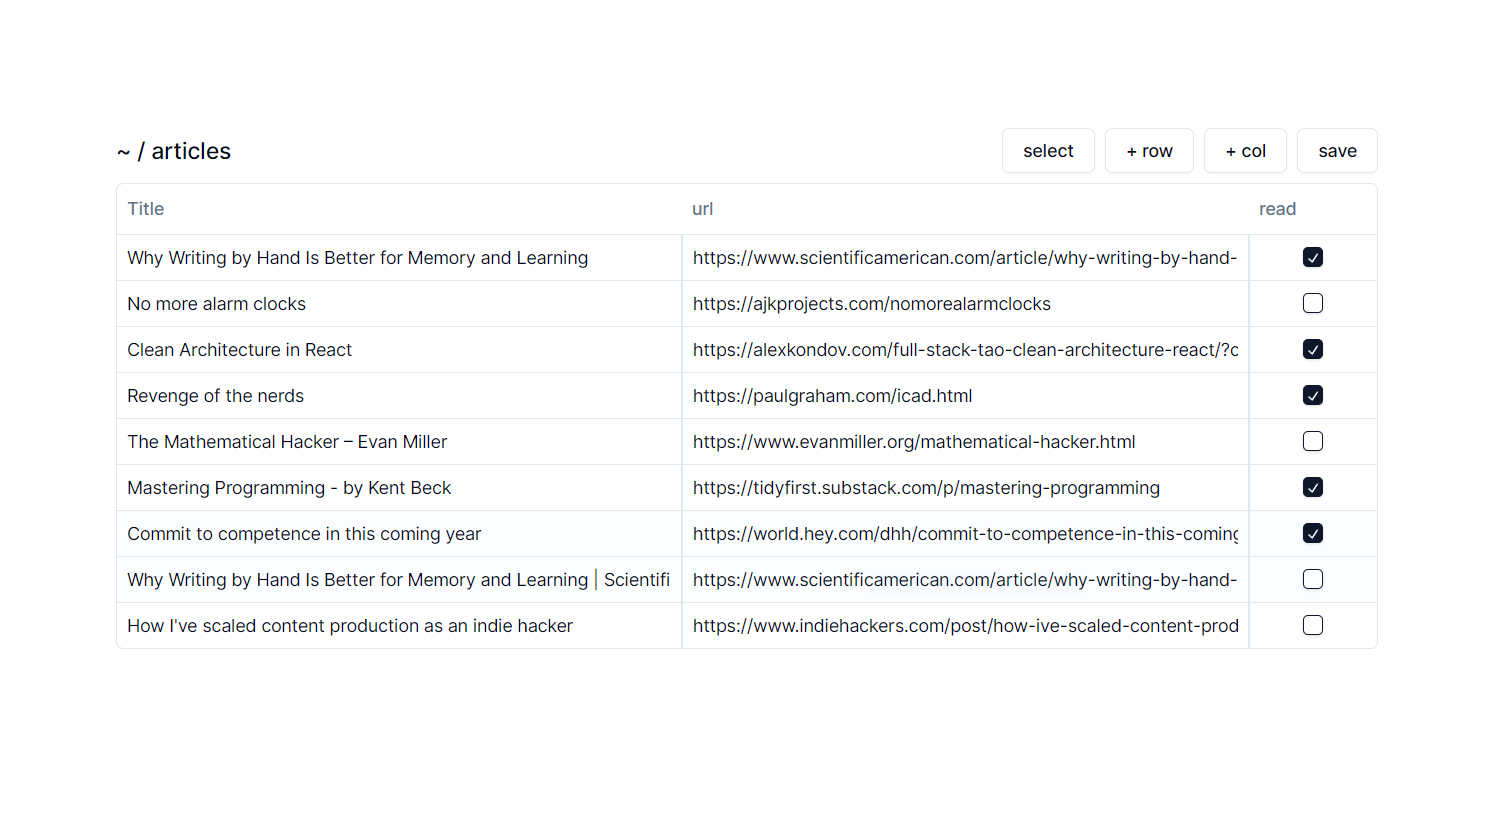 ~ / articles select + row + col save
Title url read
Why Writing by Hand Is Better for Memory and Learning https://www.scientificamerican.com/article/why-writing-by-hand-
No more alarm clocks https://ajkprojects.com/nomorealarmclocks
Clean Architecture in React https://alexkondov.com/full-stack-tao-clean-architecture-react/?c
Revenge of the nerds https://paulgraham.com/icad.html
The Mathematical Hacker – Evan Miller https://www.evanmiller.org/mathematical-hacker.html
Mastering Programming - by Kent Beck https://tidyfirst.substack.com/p/mastering-programming
Commit to competence in this coming year https://world.hey.com/dhh/commit-to-competence-in-this-coming
Why Writing by Hand Is Better for Memory and Learning | Scientifi https://www.scientificamerican.com/article/why-writing-by-hand-
How I've scaled content production as an indie hacker https://www.indiehackers.com/post/how-ive-scaled-content-prod